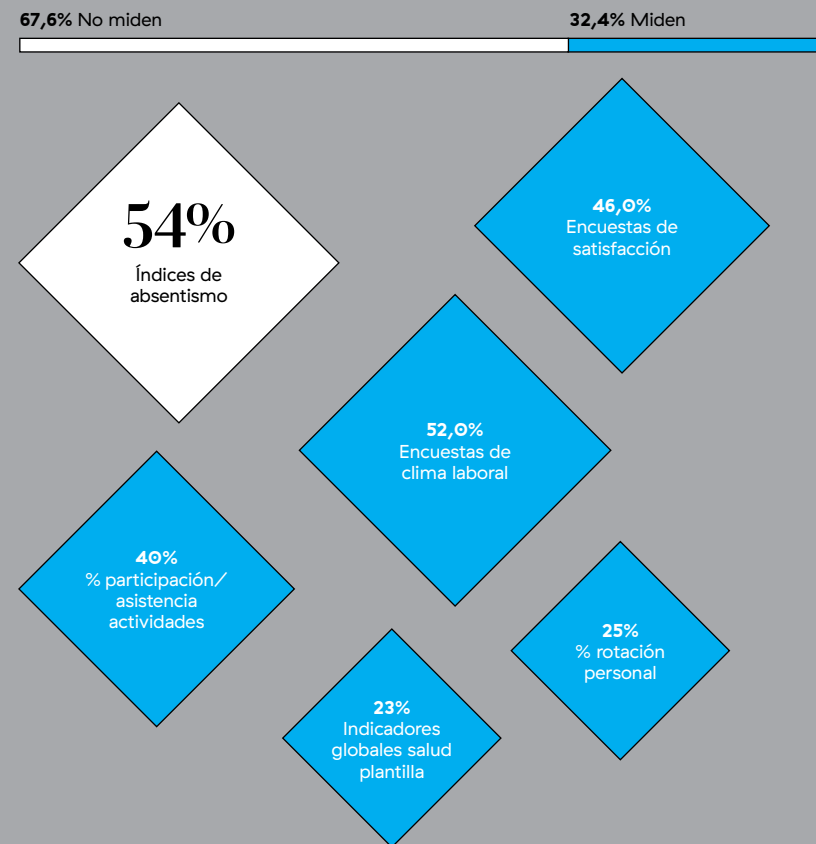 67,6% No miden
32,4% Miden
54%
Índices de
absentismo
46,0%
Encuestas de
satisfacción
52,0%
Encuestas de
clima laboral
40%
% participación/
asistencia
actividades
25%
% rotación
personal
23%
Indicadores
globales salud
plantilla